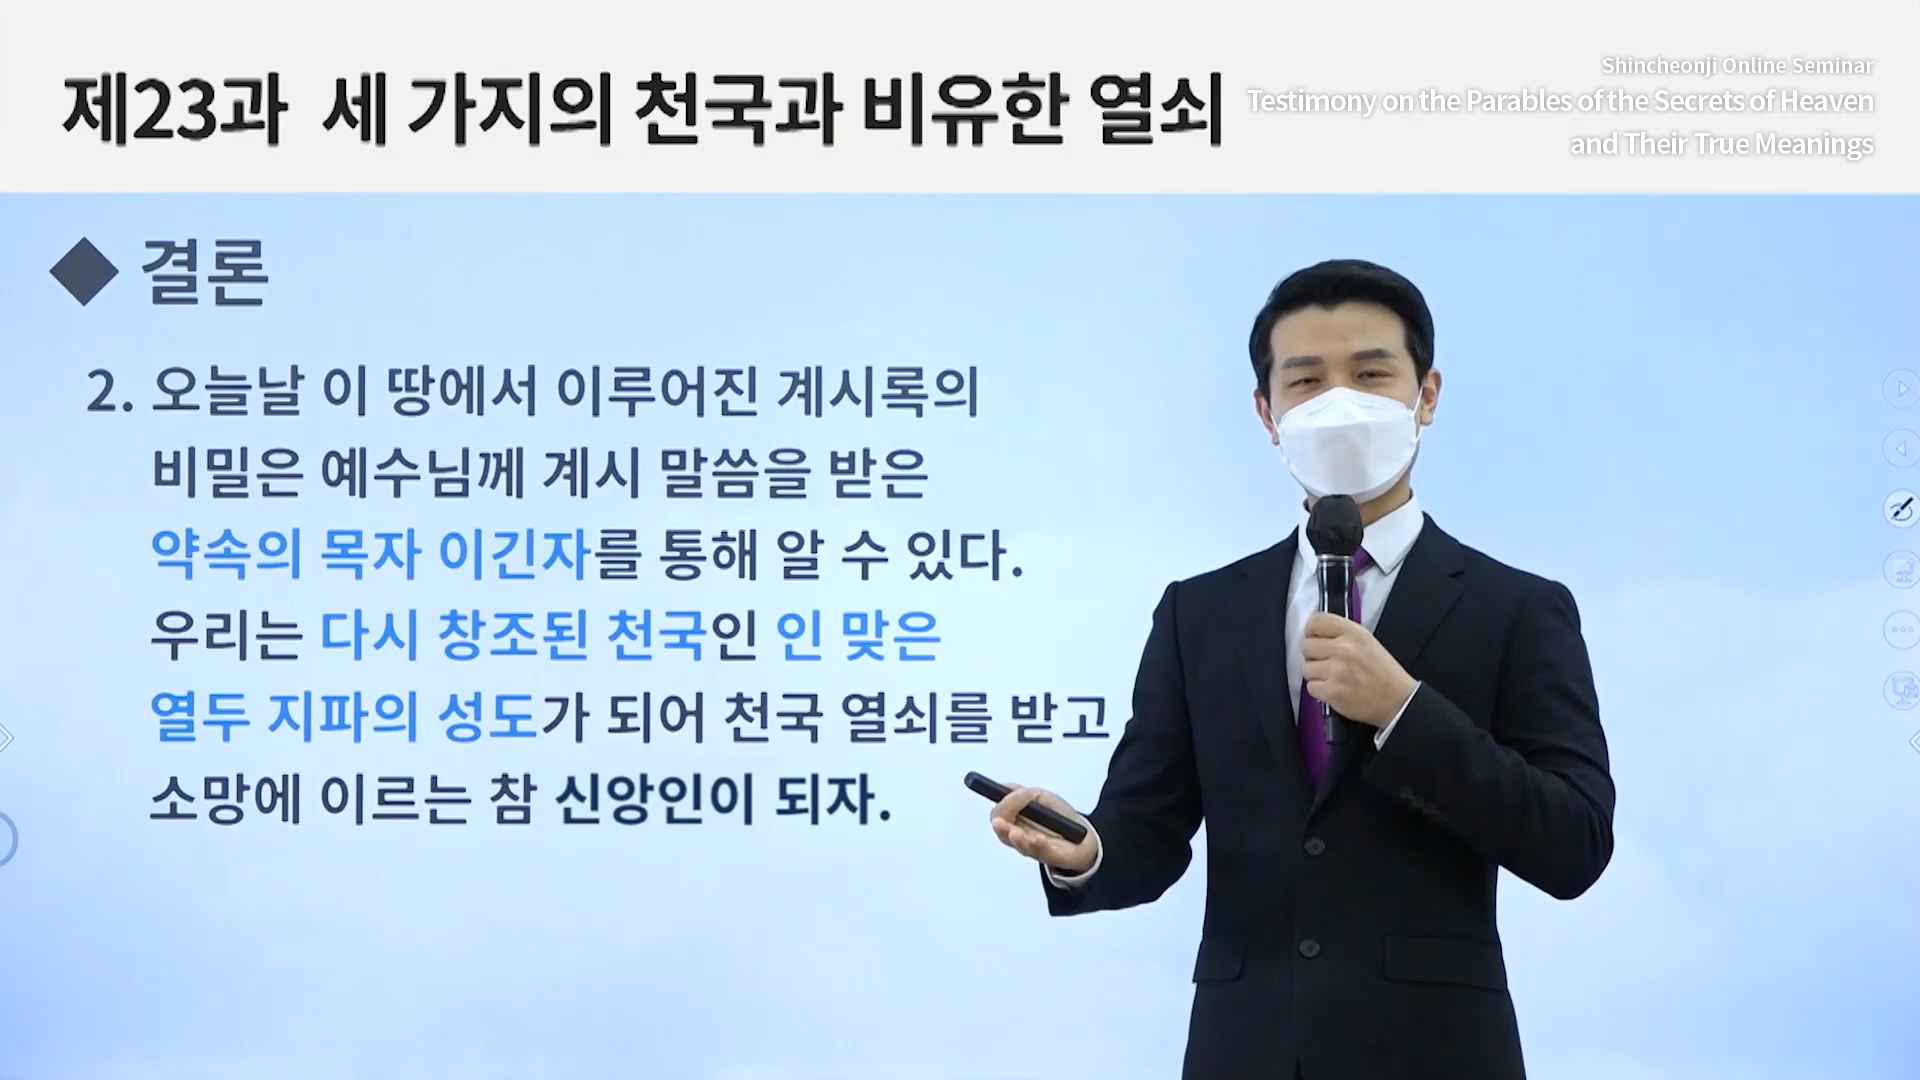 제23과 세 가지의 천국과 비유한 열쇠
Shincheonji Online Seminar
Testimony on the Parables of the Secrets of Heaven
and Their True Meanings
◆ 결론
2. 오늘날 이 땅에서 이루어진 계시록의
비밀은 예수님께 계시 말씀을 받은
약속의 목자 이긴자를 통해 알 수 있다.
우리는 다시 창조된 천국인 인 맞은
열두 지파의 성도가 되어 천국 열쇠를 받고
소망에 이르는 참 신앙인이 되자.